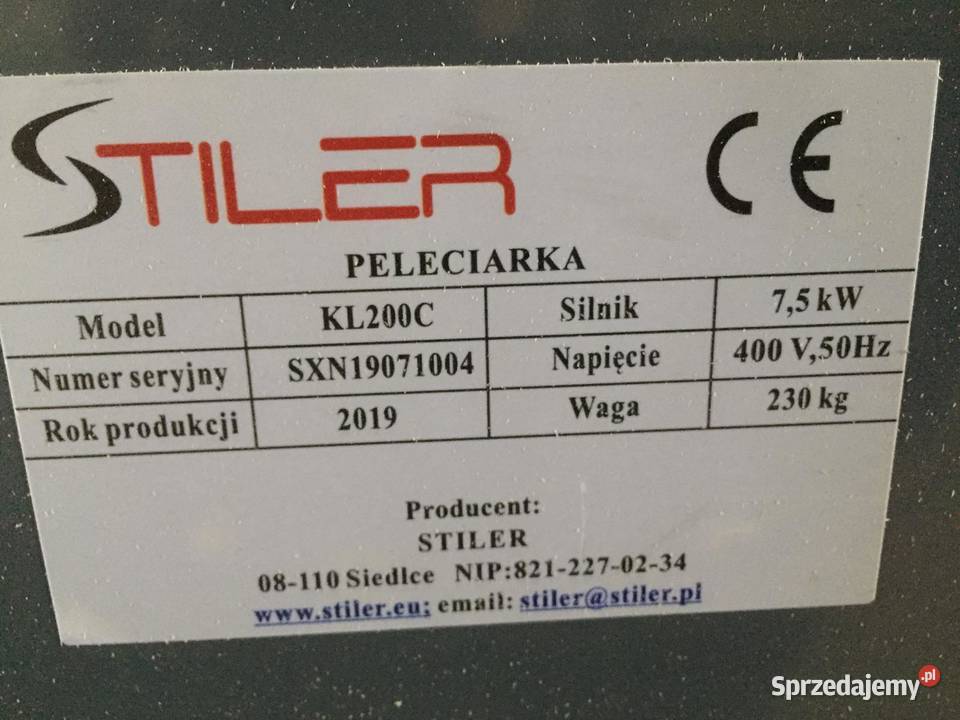 STILER
CE
PELECIARKA
Model KL200C Silnik 7,5 kW
Numer seryjny SXN19071004 Napięcie 400 V,50Hz
Rok produkcji 2019 Waga 230 kg
Producent:
STILER
08-110 Siedlce NIP:821-227-02-34
www.stiler.eu; email: stiler@stiler.pl
Sprzedajemy.pl